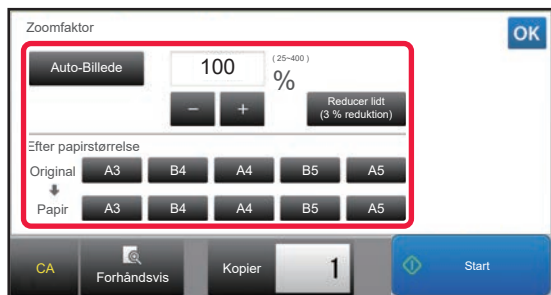 Zoomfaktor
OK
Auto-Billede
100
(25~400)
%
−
+
Reducer lidt
(3 % reduktion)
Efter papirstørrelse
Original A3 B4 A4 B5 A5
Papir A3 B4 A4 B5 A5
CA
Forhåndsvis
Kopier
1
Start